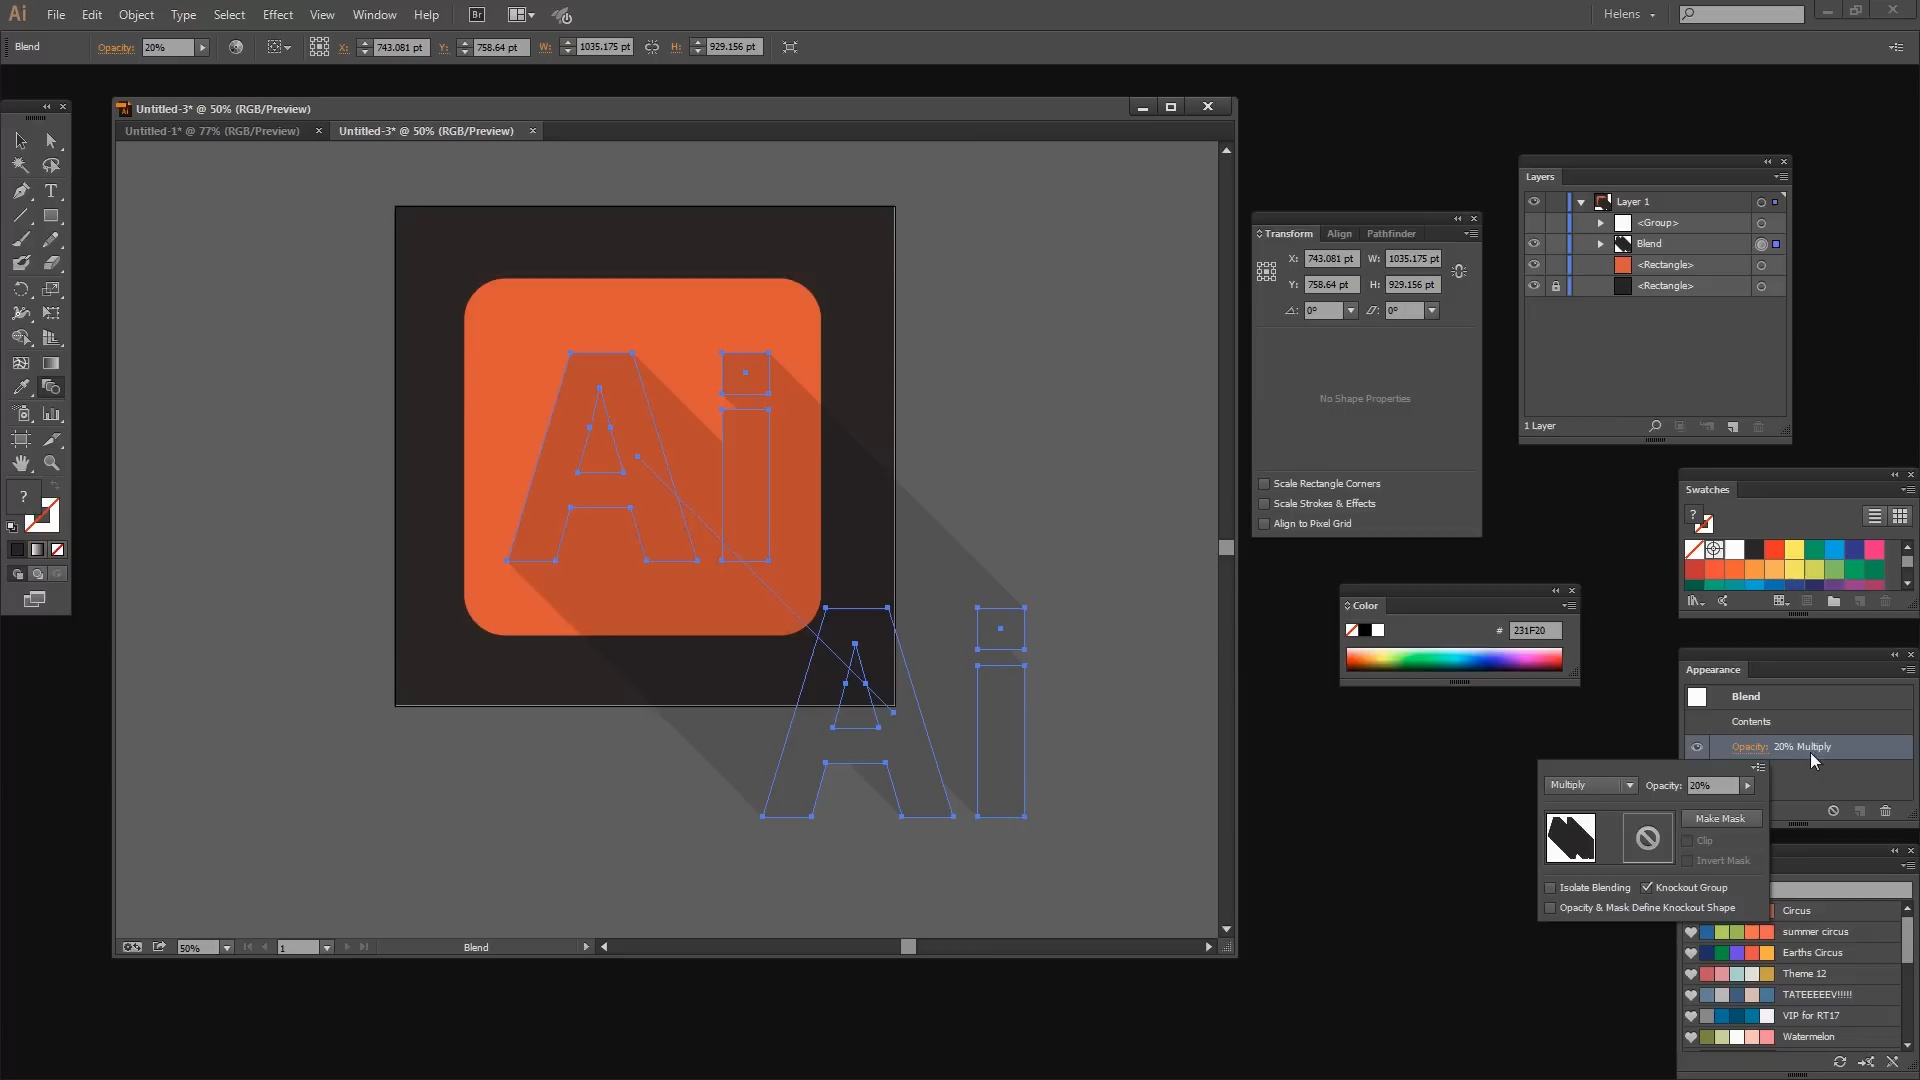 Ai File Edit Object Type Select Effect View Window Help Br Helens
Blend Opacity: 20% X: 743.081 pt Y: 758.64 pt W: 1035.175 pt H: 929.156 pt
Untitled-3* @ 50% (RGB/Preview)
Untitled-1* @ 77% (RGB/Preview) × Untitled-3* @ 50% (RGB/Preview) ×
Ai
Ai
50% 1 Blend
Transform Align Pathfinder
X: 743.081 pt W: 1035.175 pt
Y: 758.64 pt H: 929.156 pt
0° 0°
No Shape Properties
Scale Rectangle Corners
Scale Strokes & Effects
Align to Pixel Grid
Layers
Layer 1
<Group>
Blend
<Rectangle>
<Rectangle>
1 Layer
Color
# 231F20
Swatches
?
?
Appearance
Blend
Contents
Opacity: 20% Multiply
Multiply Opacity: 20%
Make Mask
Clip
Invert Mask
Isolate Blending Knockout Group
Opacity & Mask Define Knockout Shape
Circus
summer circus
Earths Circus
Theme 12
TATEEEEEV!!!!!
VIP for RT17
Watermelon